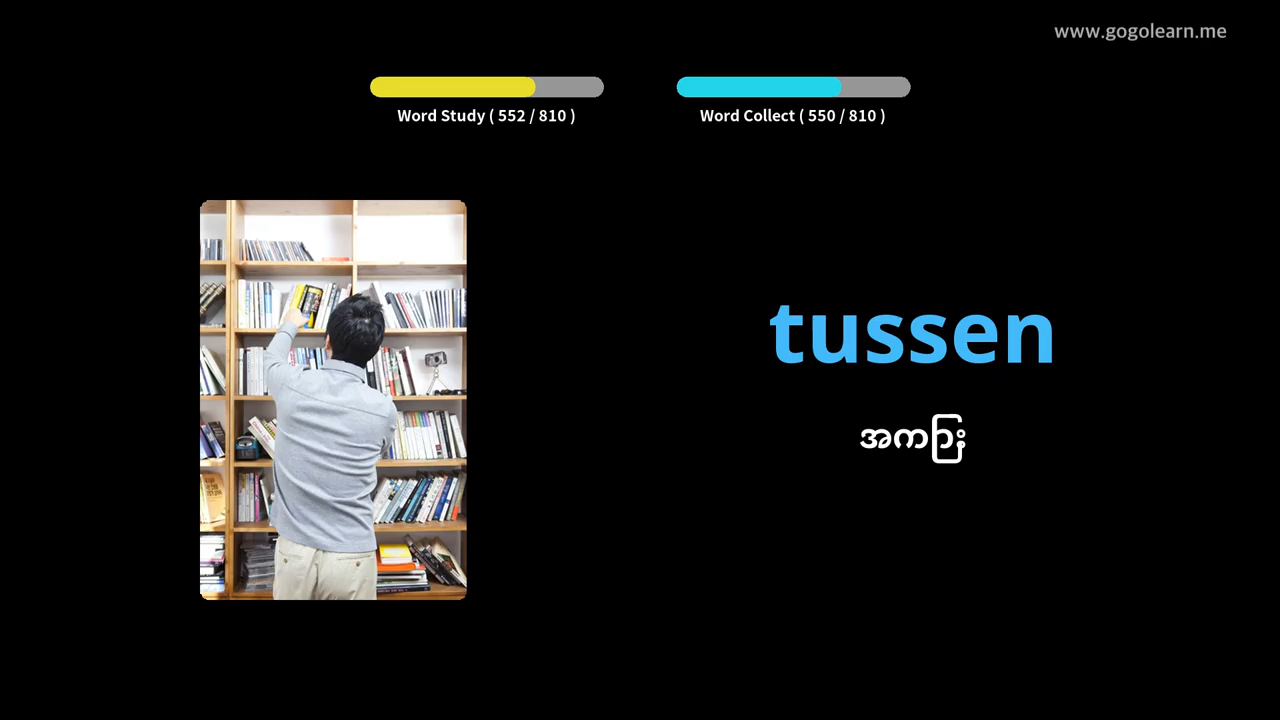 www.gogolearn.me
Word Study ( 552 / 810 )
Word Collect ( 550 / 810 )
tussen
အကြား